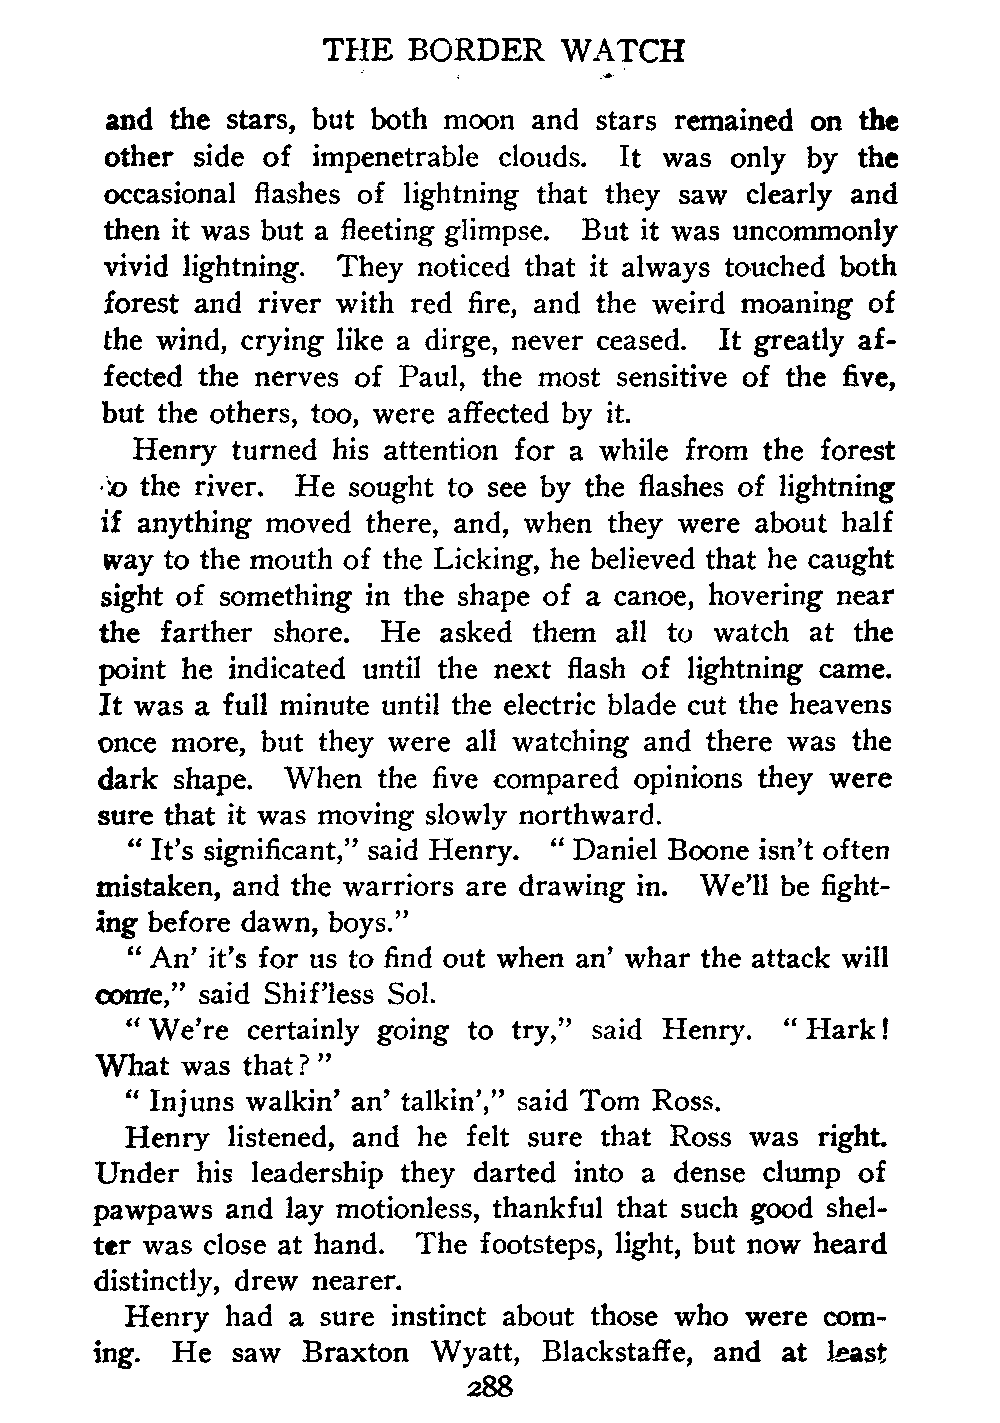 THE BORDER WATCH
and the stars, but both moon and stars remained on the
other side of impenetrable clouds. It was only by the
occasional flashes of lightning that they saw clearly and
then it was but a fleeting glimpse. But it was uncommonly
vivid lightning. They noticed that it always touched both
forest and river with red fire, and the weird moaning of
the wind, crying like a dirge, never ceased. It greatly af-
fected the nerves of Paul, the most sensitive of the five,
but the others, too, were affected by it.
Henry turned his attention for a while from the forest
to the river. He sought to see by the flashes of lightning
if anything moved there, and, when they were about half
way to the mouth of the Licking, he believed that he caught
sight of something in the shape of a canoe, hovering near
the farther shore. He asked them all to watch at the
point he indicated until the next flash of lightning came.
It was a full minute until the electric blade cut the heavens
once more, but they were all watching and there was the
dark shape. When the five compared opinions they were
sure that it was moving slowly northward.
“ It's significant,” said Henry. “ Daniel Boone isn't often
mistaken, and the warriors are drawing in. We'll be fight-
ing before dawn, boys.”
“ An' it's for us to find out when an' whar the attack will
come,” said Shif'less Sol.
“ We're certainly going to try,” said Henry. “ Hark!
What was that? ”
“ Injuns walkin' an' talkin',” said Tom Ross.
Henry listened, and he felt sure that Ross was right.
Under his leadership they darted into a dense clump of
pawpaws and lay motionless, thankful that such good shel-
ter was close at hand. The footsteps, light, but now heard
distinctly, drew nearer.
Henry had a sure instinct about those who were com-
ing. He saw Braxton Wyatt, Blackstaffe, and at least
288